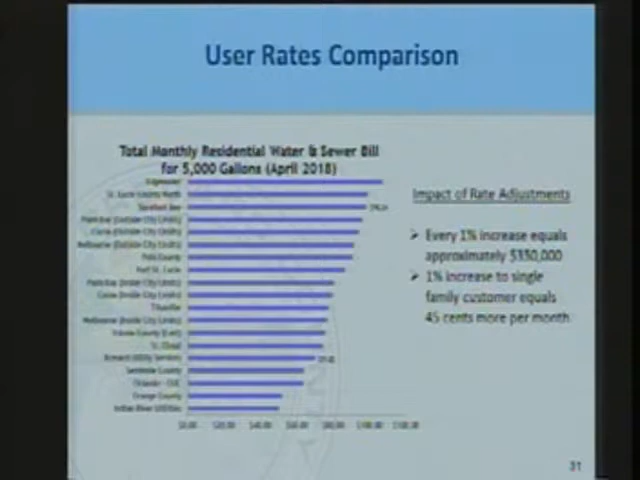 User Rates Comparison
Total Monthly Residential Water & Sewer Bill
for 5,000 Gallons (April 2018)
Edgewater
St. Lucie County North
Palm Bay (Outside City Limits)
Cocoa (Outside City Limits)
Melbourne (Outside City Limits)
Polk County
Port St. Lucie
Palm Bay (Inside City Limits)
Cocoa (Inside City Limits)
Titusville
Melbourne (Inside City Limits)
Volusia County (East)
St. Cloud
Brevard Utility Services
Seminole County
Orlando - OUC
Orange County
Indian River Utilities
Impact of Rate Adjustments
➢ Every 1% increase equals
approximately $330,000
➢ 1% increase to single
family customer equals
45 cents more per month
31